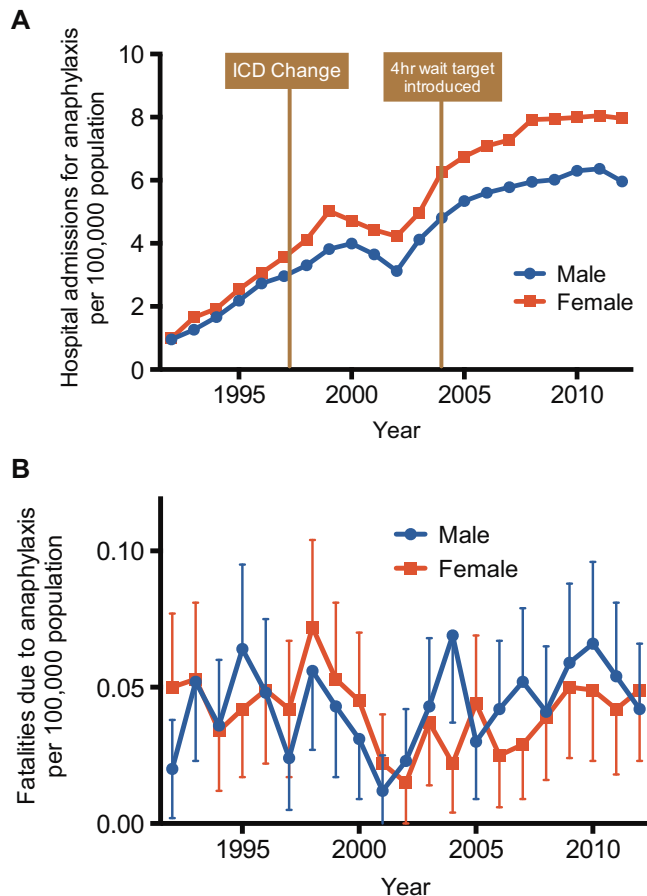 A
Hospital admissions for anaphylaxis
per 100,000 population
10
8
6
4
2
0
ICD Change
4hr wait target
introduced
Male
Female
1995
2000
2005
2010
Year
B
Fatalities due to anaphylaxis
per 100,000 population
0.10
0.05
0.00
Male
Female
1995
2000
2005
2010
Year